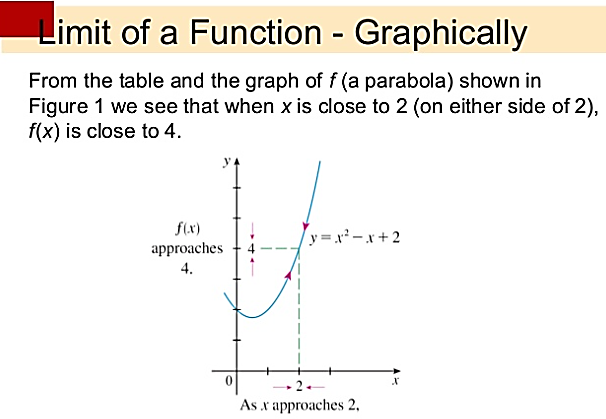 Limit of a Function - Graphically
From the table and the graph of f (a parabola) shown in
Figure 1 we see that when x is close to 2 (on either side of 2),
f(x) is close to 4.
y
f(x)
approaches
4.
4
y = x² − x + 2
0
2
x
As x approaches 2,